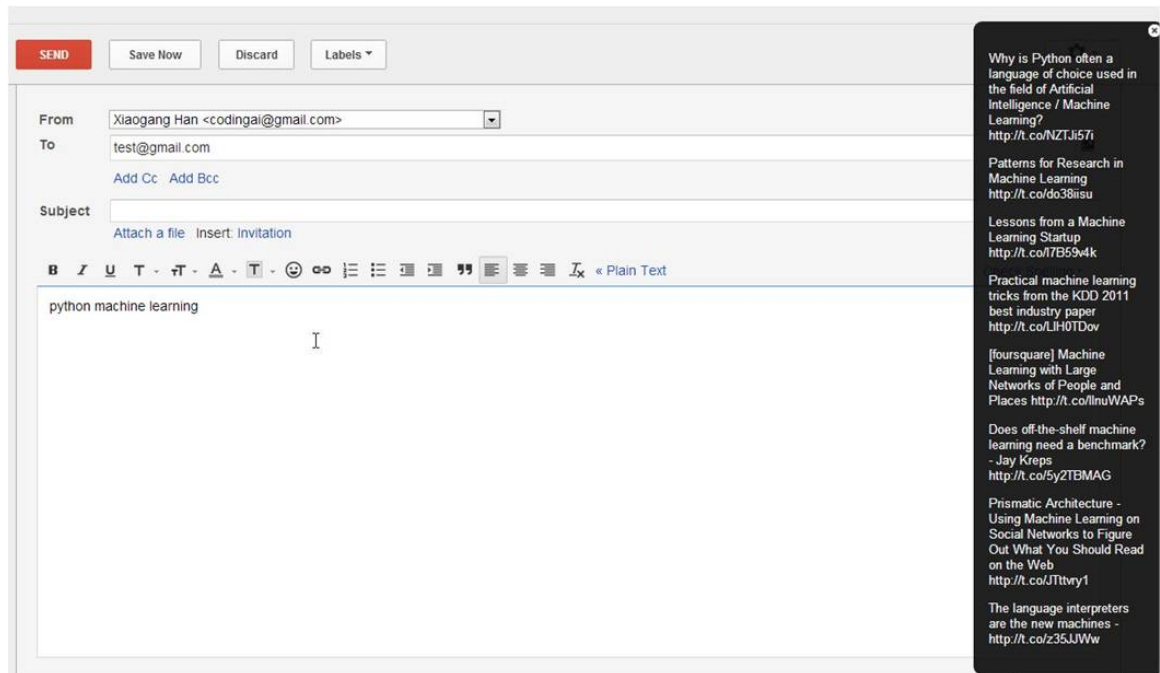 SEND
Save Now
Discard
Labels
From
Xiaogang Han <codingai@gmail.com>
To
test@gmail.com
Add Cc Add Bcc
Subject
Attach a file Insert: Invitation
B I U T T A T Tx « Plain Text
python machine learning
Why is Python often a
language of choice used in
the field of Artificial
Intelligence / Machine
Learning?
http://t.co/NZTJi57i
Patterns for Research in
Machine Learning
http://t.co/do38iisu
Lessons from a Machine
Learning Startup
http://t.co/l7B59v4k
Practical machine learning
tricks from the KDD 2011
best industry paper
http://t.co/LlH0TDov
[foursquare] Machine
Learning with Large
Networks of People and
Places http://t.co/llnuWAPs
Does off-the-shelf machine
learning need a benchmark?
- Jay Kreps
http://t.co/5y2TBMAG
Prismatic Architecture -
Using Machine Learning on
Social Networks to Figure
Out What You Should Read
on the Web
http://t.co/JTttvry1
The language interpreters
are the new machines -
http://t.co/z35JJWw